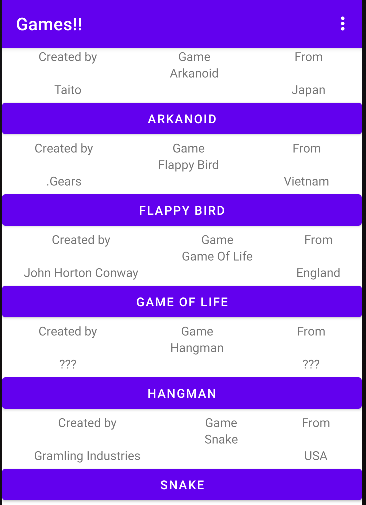 Games!!
Created by Game From
Arkanoid
Taito Japan
ARKANOID
Created by Game From
Flappy Bird
.Gears Vietnam
FLAPPY BIRD
Created by Game From
Game Of Life
John Horton Conway England
GAME OF LIFE
Created by Game From
Hangman
??? ???
HANGMAN
Created by Game From
Snake
Gramling Industries USA
SNAKE